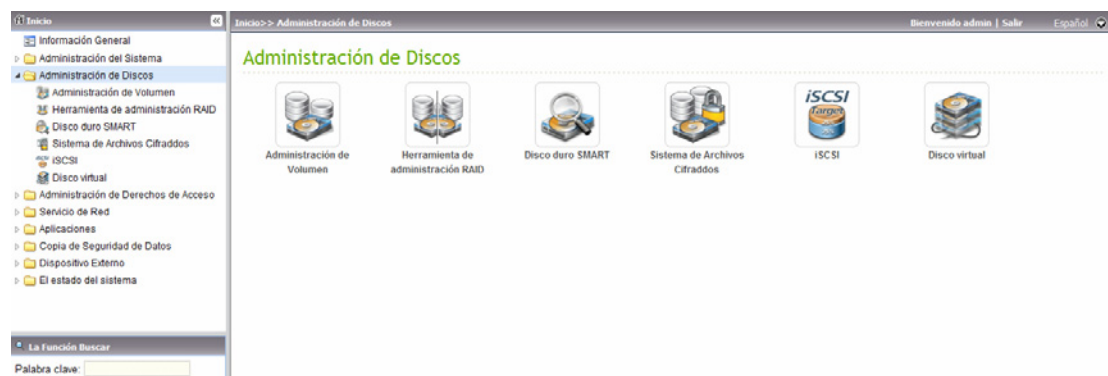 Inicio
Inicio>> Administración de Discos
Bienvenido admin | Salir
Español
Información General
Administración del Sistema
Administración de Discos
Administración de Volumen
Herramienta de administración RAID
Disco duro SMART
Sistema de Archivos Cifraddos
iSCSI
Disco virtual
Administración de Derechos de Acceso
Servicio de Red
Aplicaciones
Copia de Seguridad de Datos
Dispositivo Externo
El estado del sistema
La Función Buscar
Palabra clave:
Administración de Discos
iSCSI
Target
Administración de
Volumen
Herramienta de
administración RAID
Disco duro SMART
Sistema de Archivos
Cifraddos
iSCSI
Disco virtual